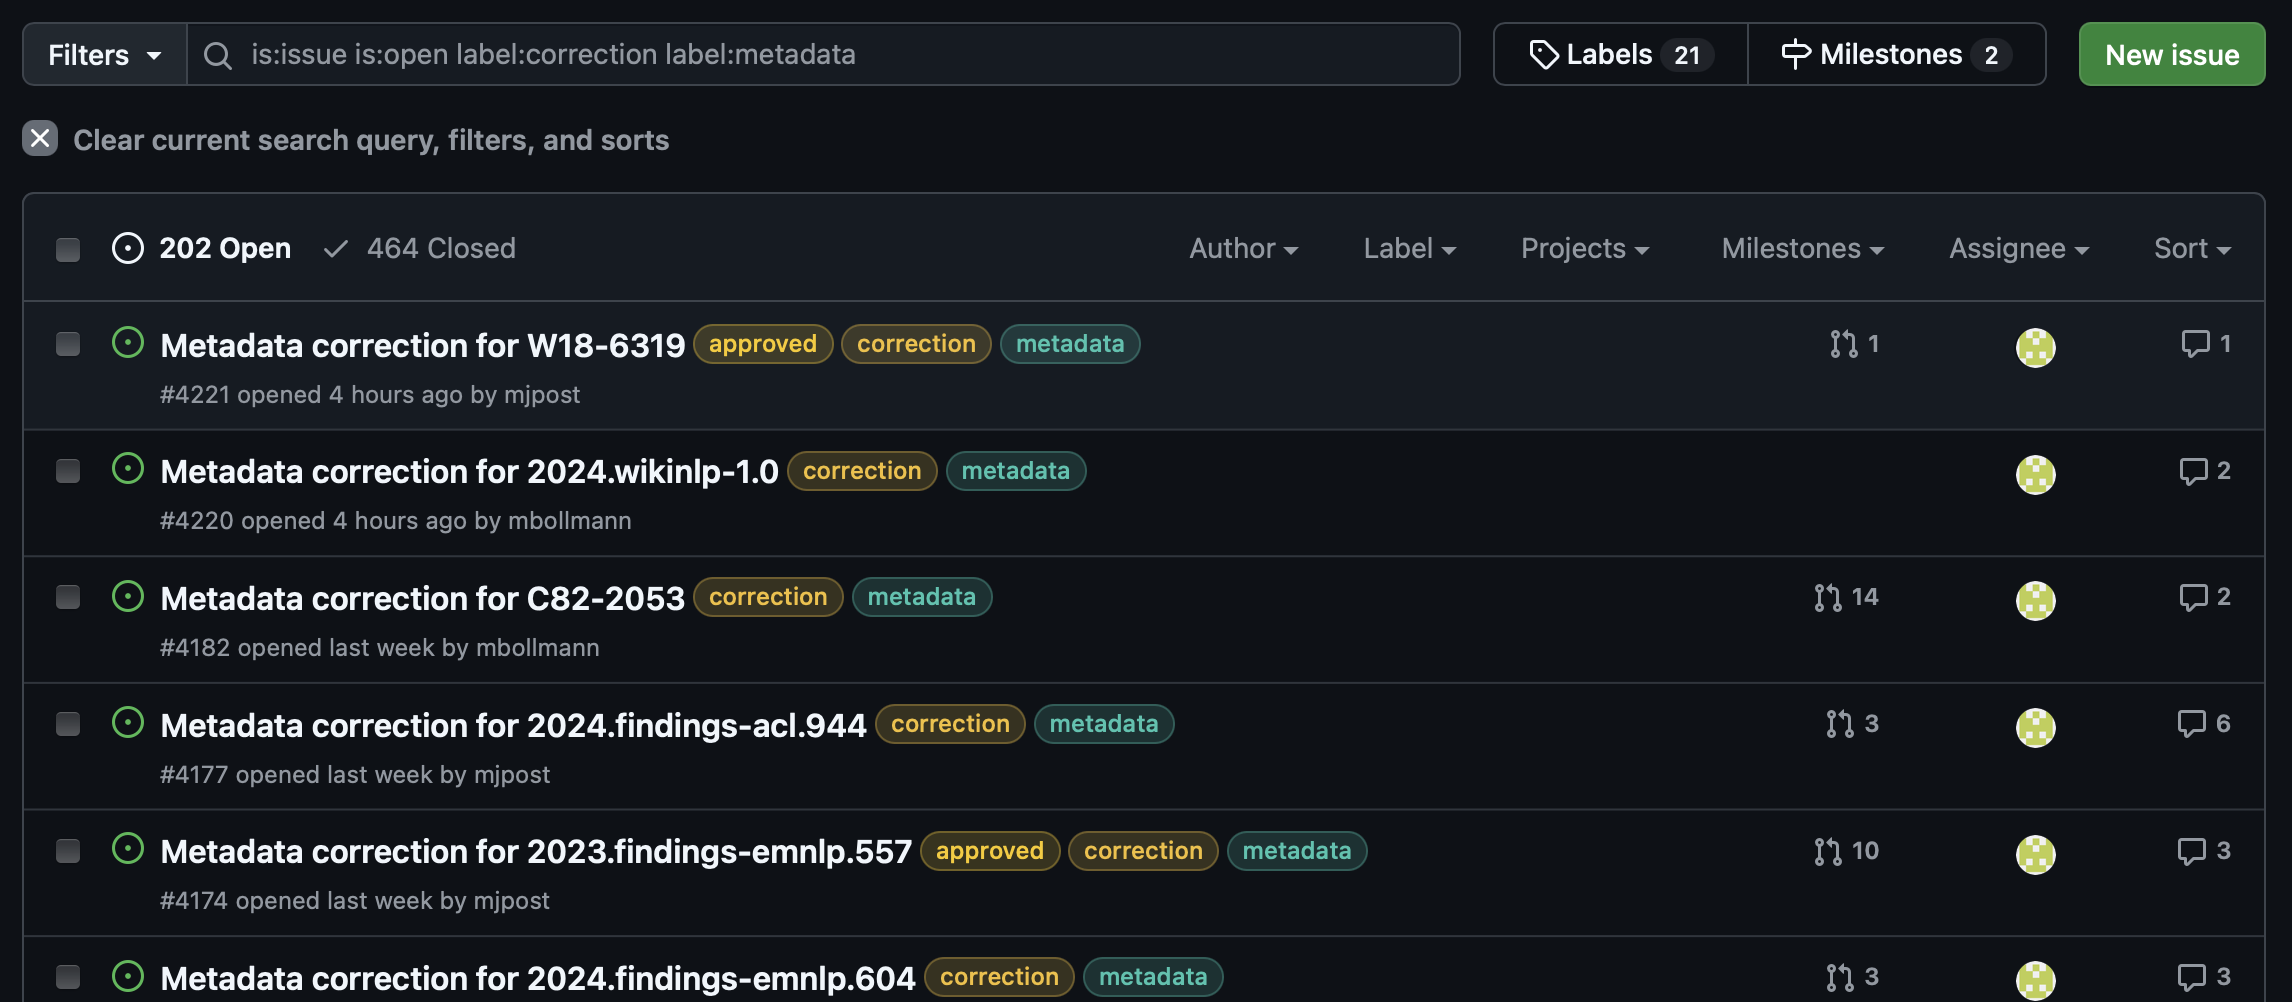 Filters is:issue is:open label:correction label:metadata Labels 21 Milestones 2 New issue
Clear current search query, filters, and sorts
202 Open 464 Closed Author Label Projects Milestones Assignee Sort
Metadata correction for W18-6319 approved correction metadata 1 1
#4221 opened 4 hours ago by mjpost
Metadata correction for 2024.wikinlp-1.0 correction metadata 2
#4220 opened 4 hours ago by mbollmann
Metadata correction for C82-2053 correction metadata 14 2
#4182 opened last week by mbollmann
Metadata correction for 2024.findings-acl.944 correction metadata 3 6
#4177 opened last week by mjpost
Metadata correction for 2023.findings-emnlp.557 approved correction metadata 10 3
#4174 opened last week by mjpost
Metadata correction for 2024.findings-emnlp.604 correction metadata 3 3